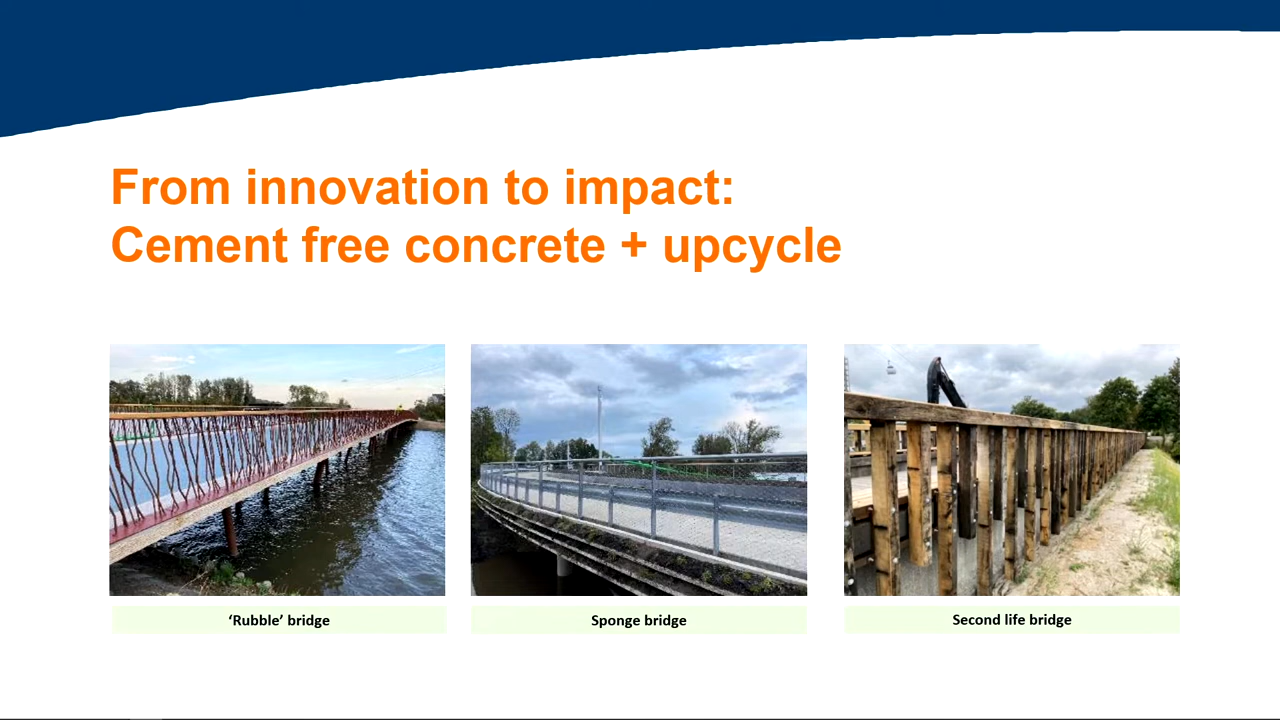 From innovation to impact:
Cement free concrete + upcycle
‘Rubble’ bridge
Sponge bridge
Second life bridge